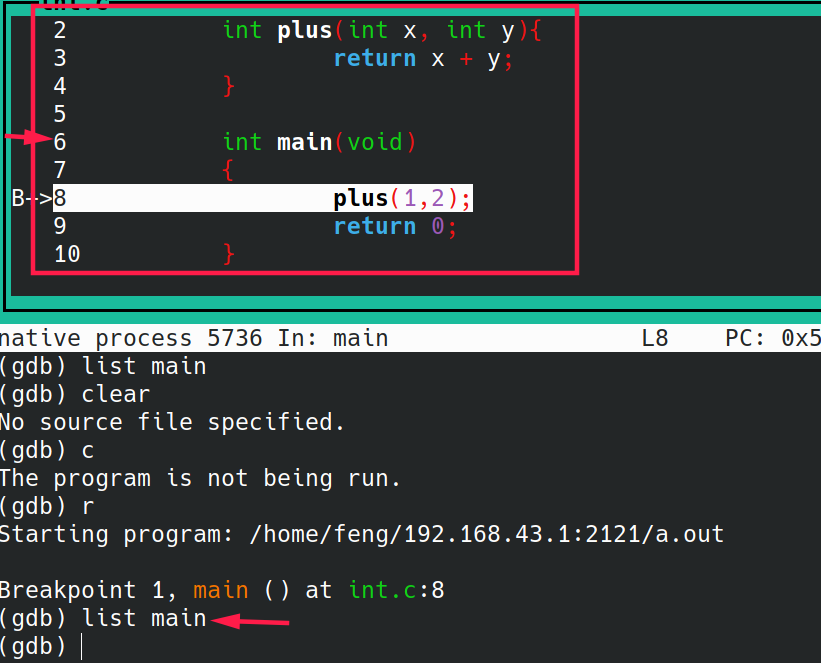 int.c
2 int plus(int x, int y){
3 return x + y;
4 }
5
6 int main(void)
7 {
B->8 plus(1,2);
9 return 0;
10 }
native process 5736 In: main L8 PC: 0x5
(gdb) list main
(gdb) clear
No source file specified.
(gdb) c
The program is not being run.
(gdb) r
Starting program: /home/feng/192.168.43.1:2121/a.out
Breakpoint 1, main () at int.c:8
(gdb) list main
(gdb)